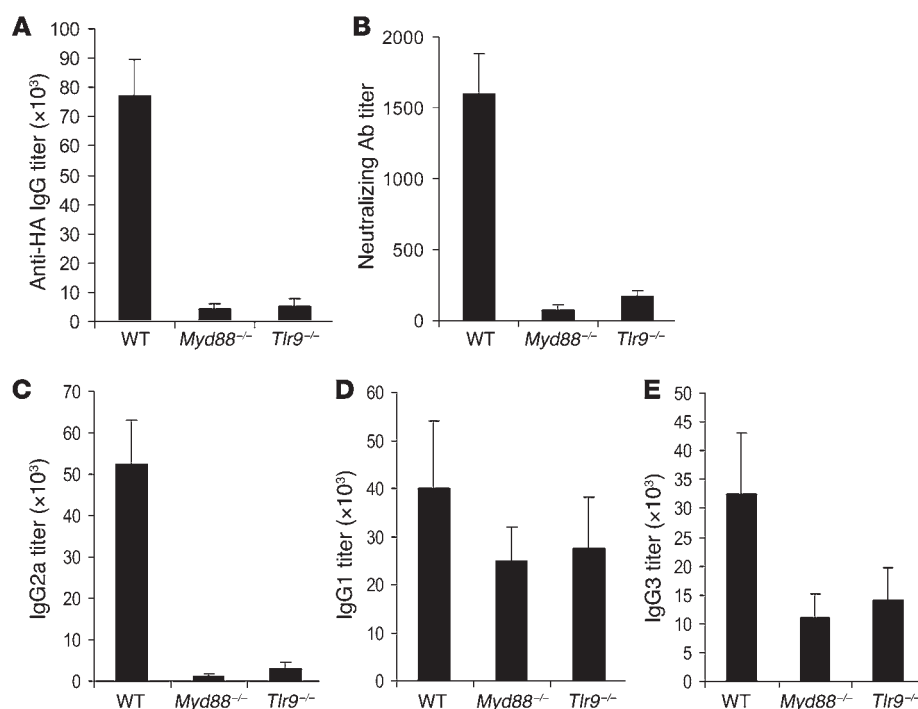 A
Anti-HA IgG titer (×10³)
100
90
80
70
60
50
40
30
20
10
0
WT
Myd88⁻/⁻
Tlr9⁻/⁻
B
Neutralizing Ab titer
2000
1500
1000
500
0
WT
Myd88⁻/⁻
Tlr9⁻/⁻
C
IgG2a titer (×10³)
70
60
50
40
30
20
10
0
WT
Myd88⁻/⁻
Tlr9⁻/⁻
D
IgG1 titer (×10³)
60
50
40
30
20
10
0
WT
Myd88⁻/⁻
Tlr9⁻/⁻
E
IgG3 titer (×10³)
50
45
40
35
30
25
20
15
10
5
0
WT
Myd88⁻/⁻
Tlr9⁻/⁻